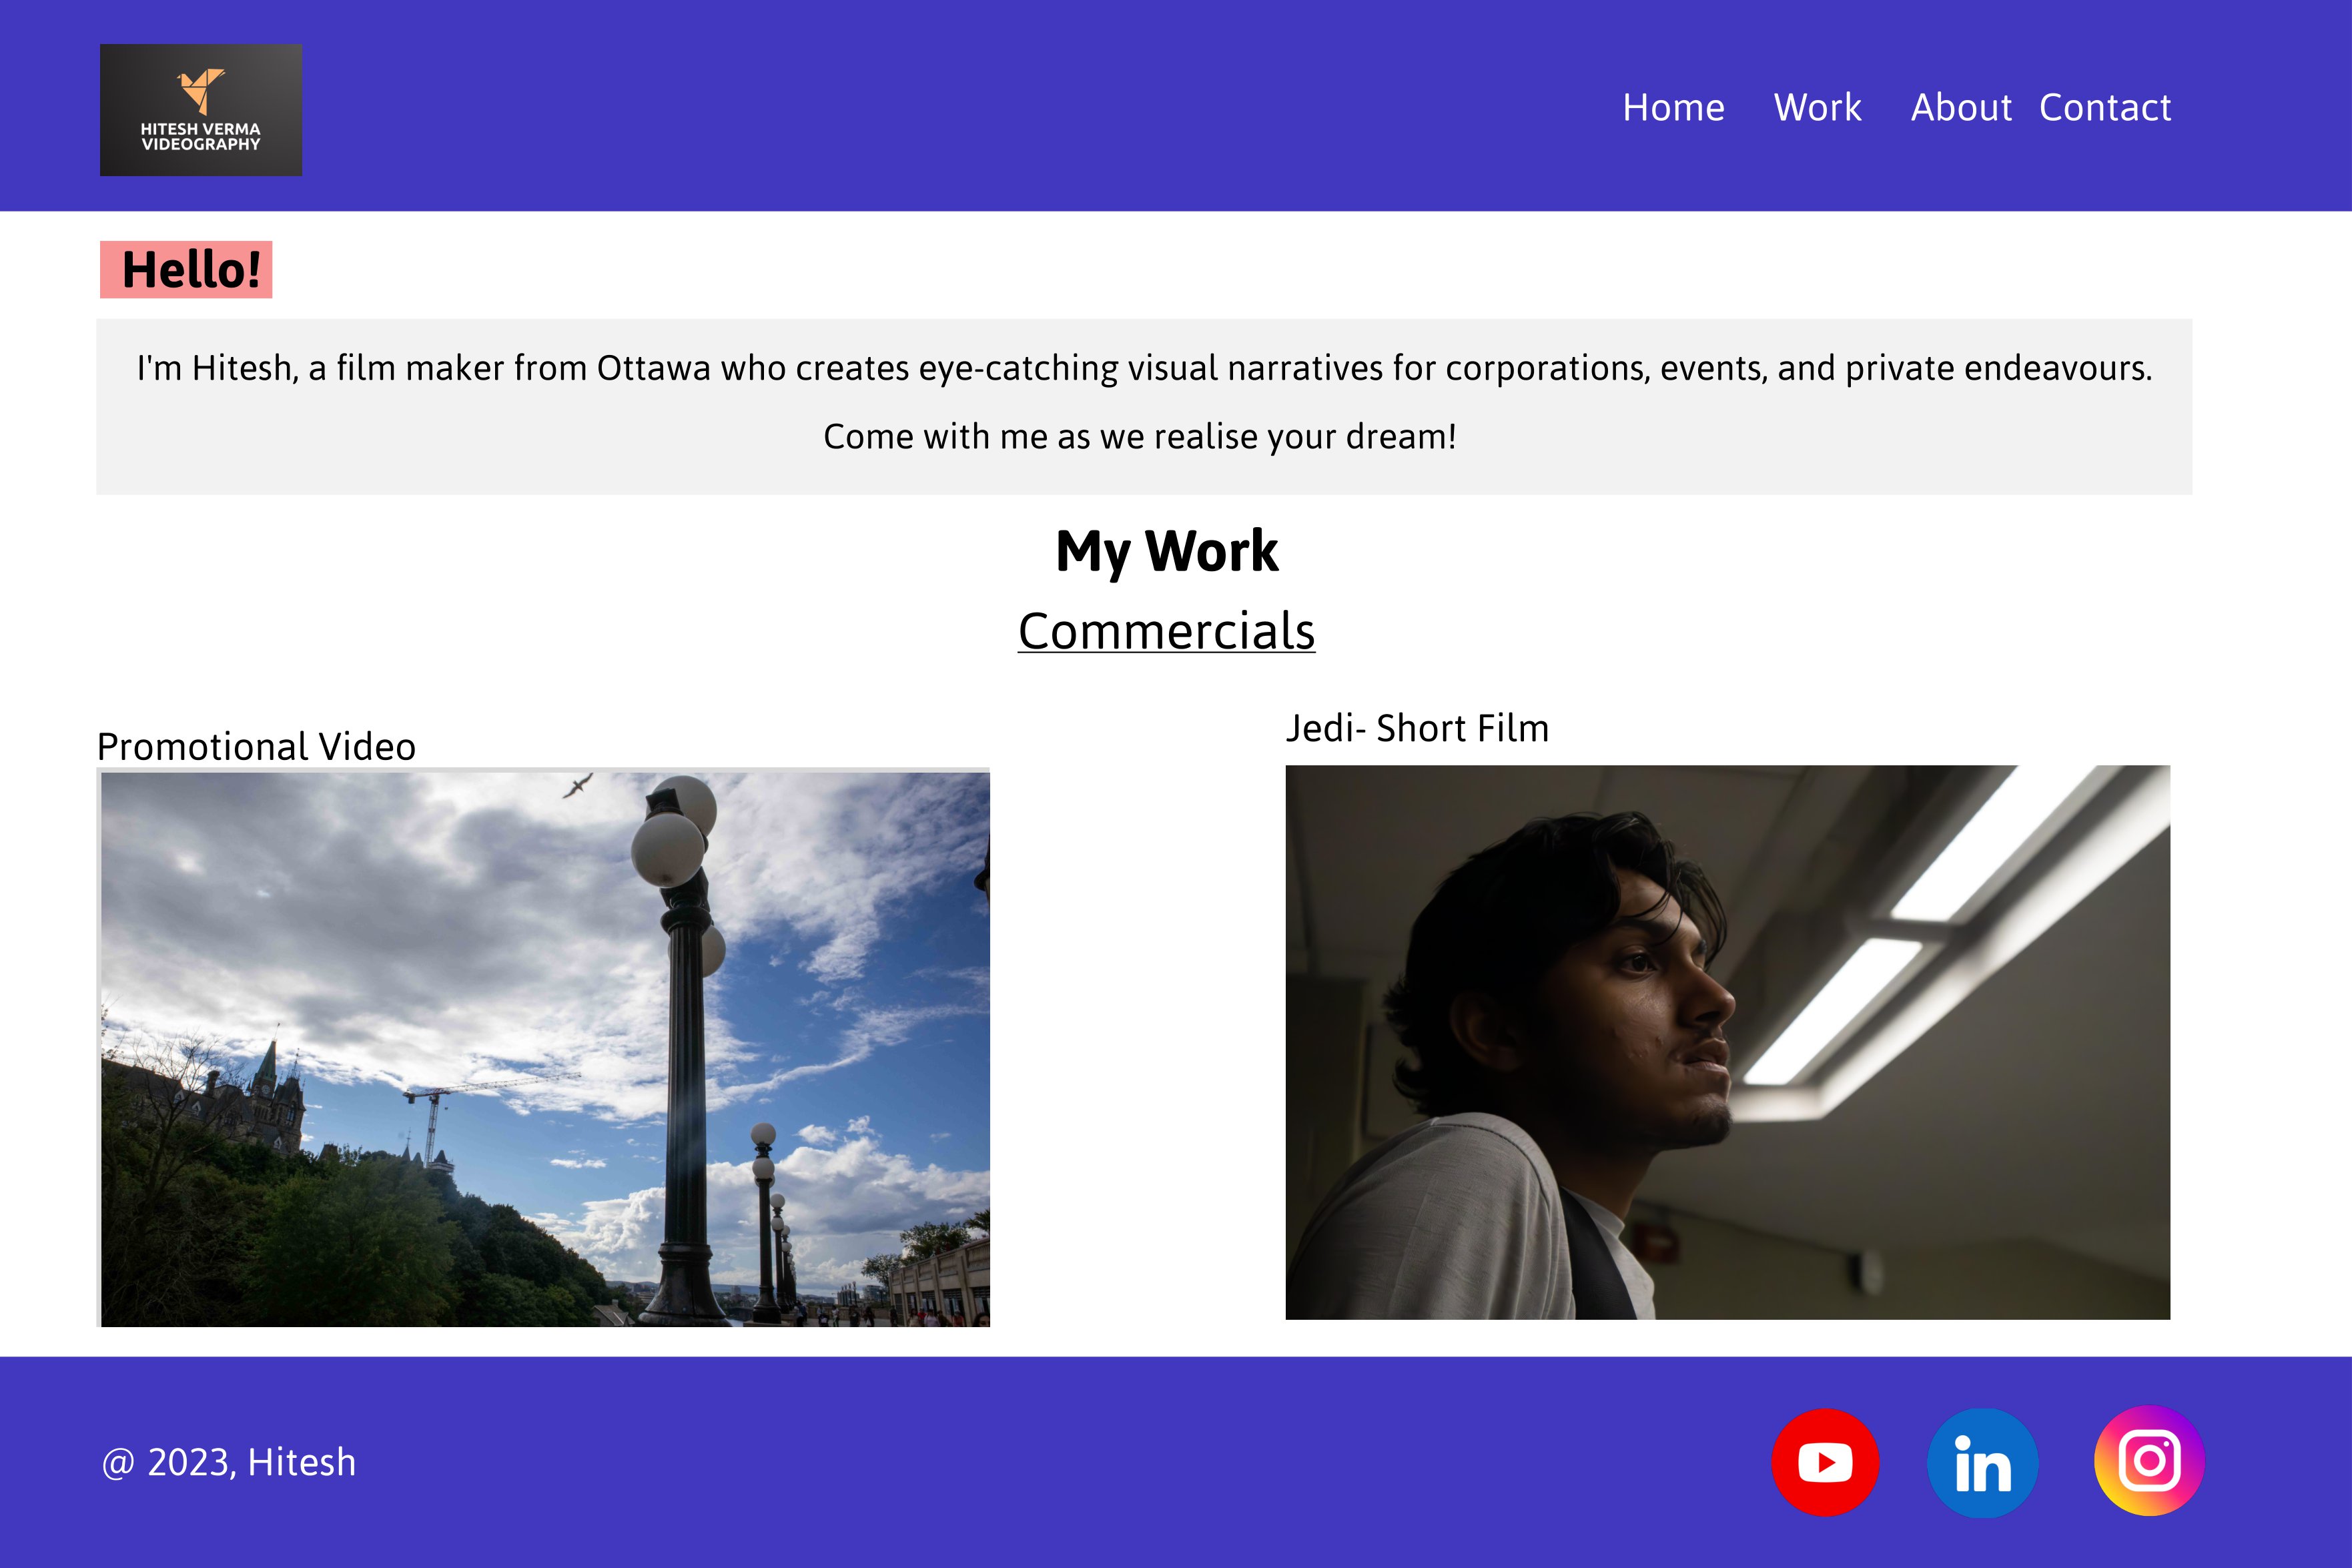 HITESH VERMA
VIDEOGRAPHY
Home Work About Contact
Hello!
I'm Hitesh, a film maker from Ottawa who creates eye-catching visual narratives for corporations, events, and private endeavours.
Come with me as we realise your dream!
My Work
Commercials
Promotional Video
Jedi- Short Film
@ 2023, Hitesh
in